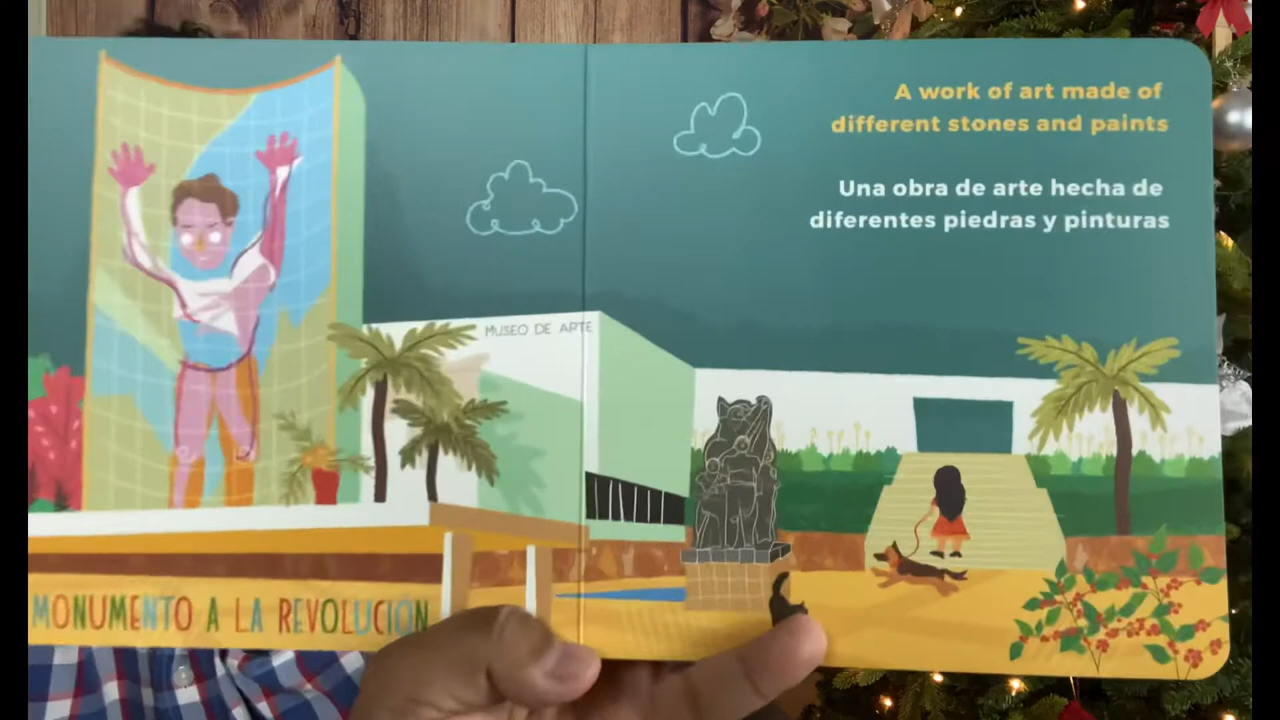 A work of art made of
different stones and paints
Una obra de arte hecha de
diferentes piedras y pinturas
MUSEO DE ARTE
MONUMENTO A LA REVOLUCIÓN